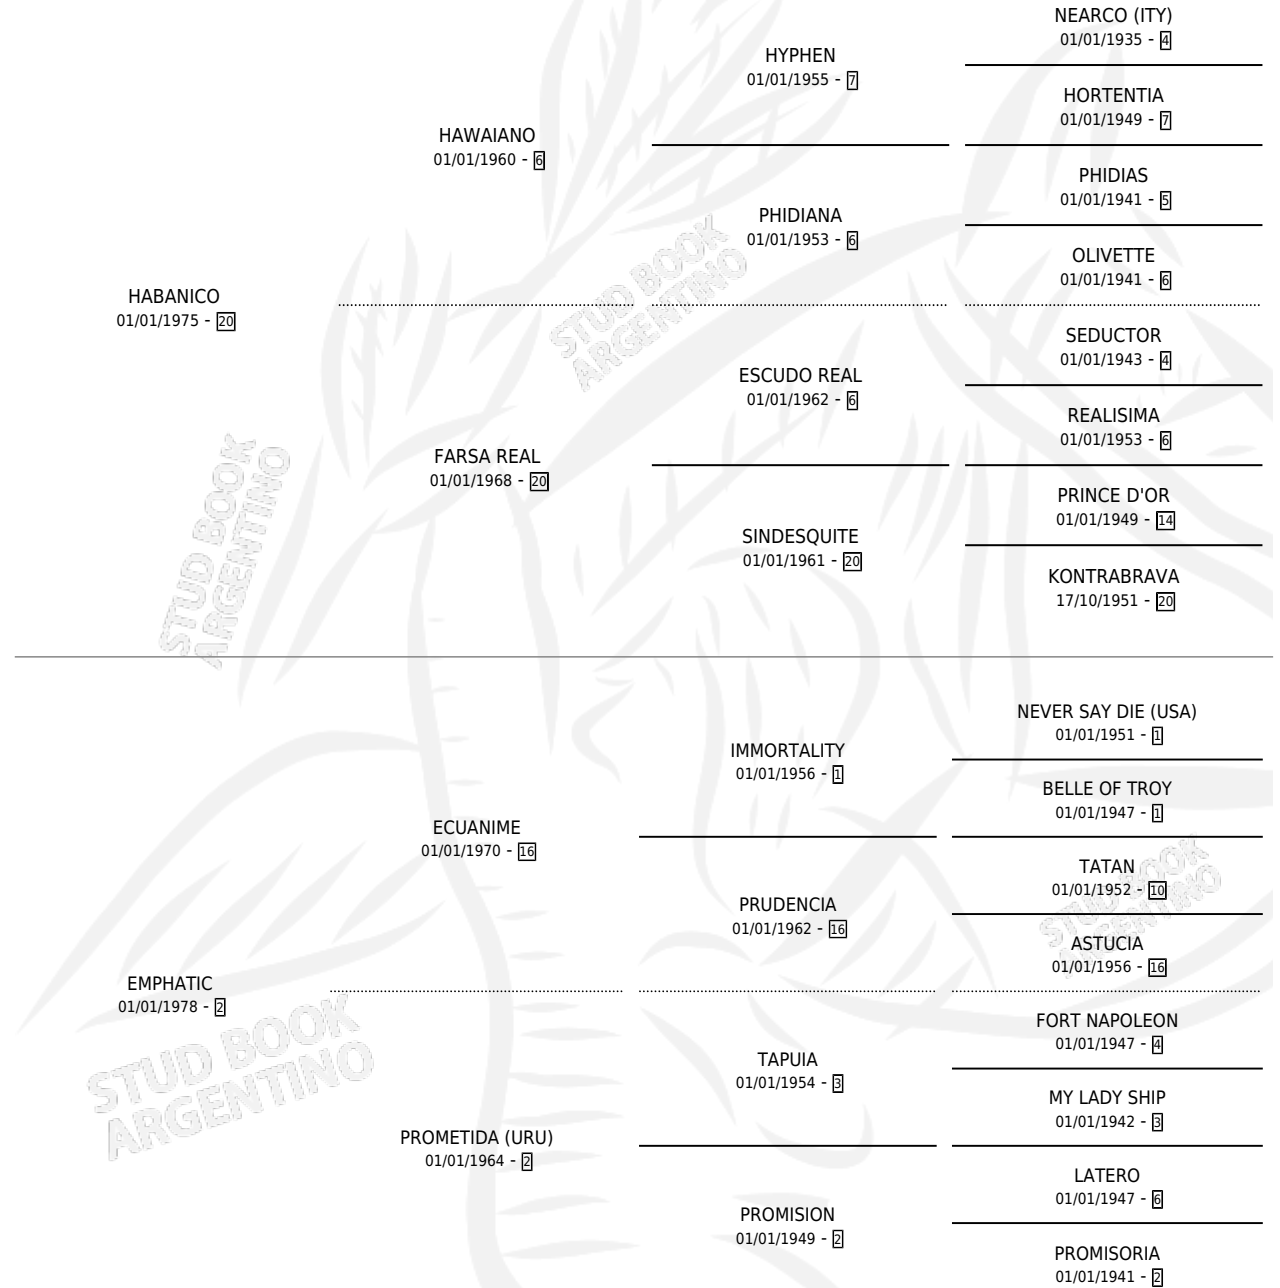 NEARCO (ITY)
01/01/1935 - 4
HYPHEN
01/01/1955 - 7
HORTENTIA
01/01/1949 - 7
HAWAIANO
01/01/1960 - 6
PHIDIAS
01/01/1941 - 5
PHIDIANA
01/01/1953 - 6
OLIVETTE
01/01/1941 - 6
HABANICO
01/01/1975 - 20
SEDUCTOR
01/01/1943 - 4
ESCUDO REAL
01/01/1962 - 6
REALISIMA
01/01/1953 - 6
FARSA REAL
01/01/1968 - 20
PRINCE D'OR
01/01/1949 - 14
SINDESQUITE
01/01/1961 - 20
KONTRABRAVA
17/10/1951 - 20
NEVER SAY DIE (USA)
01/01/1951 - 1
IMMORTALITY
01/01/1956 - 1
BELLE OF TROY
01/01/1947 - 1
ECUANIME
01/01/1970 - 16
TATAN
01/01/1952 - 10
PRUDENCIA
01/01/1962 - 16
ASTUCIA
01/01/1956 - 16
EMPHATIC
01/01/1978 - 2
FORT NAPOLEON
01/01/1947 - 4
TAPUIA
01/01/1954 - 3
MY LADY SHIP
01/01/1942 - 3
PROMETIDA (URU)
01/01/1964 - 2
LATERO
01/01/1947 - 6
PROMISION
01/01/1949 - 2
PROMISORIA
01/01/1941 - 2
STUD BOOK
ARGENTINO
STUD BOOK
ARGENTINO
STUD BOOK
ARGENTINO
STUD BOOK
ARGENTINO